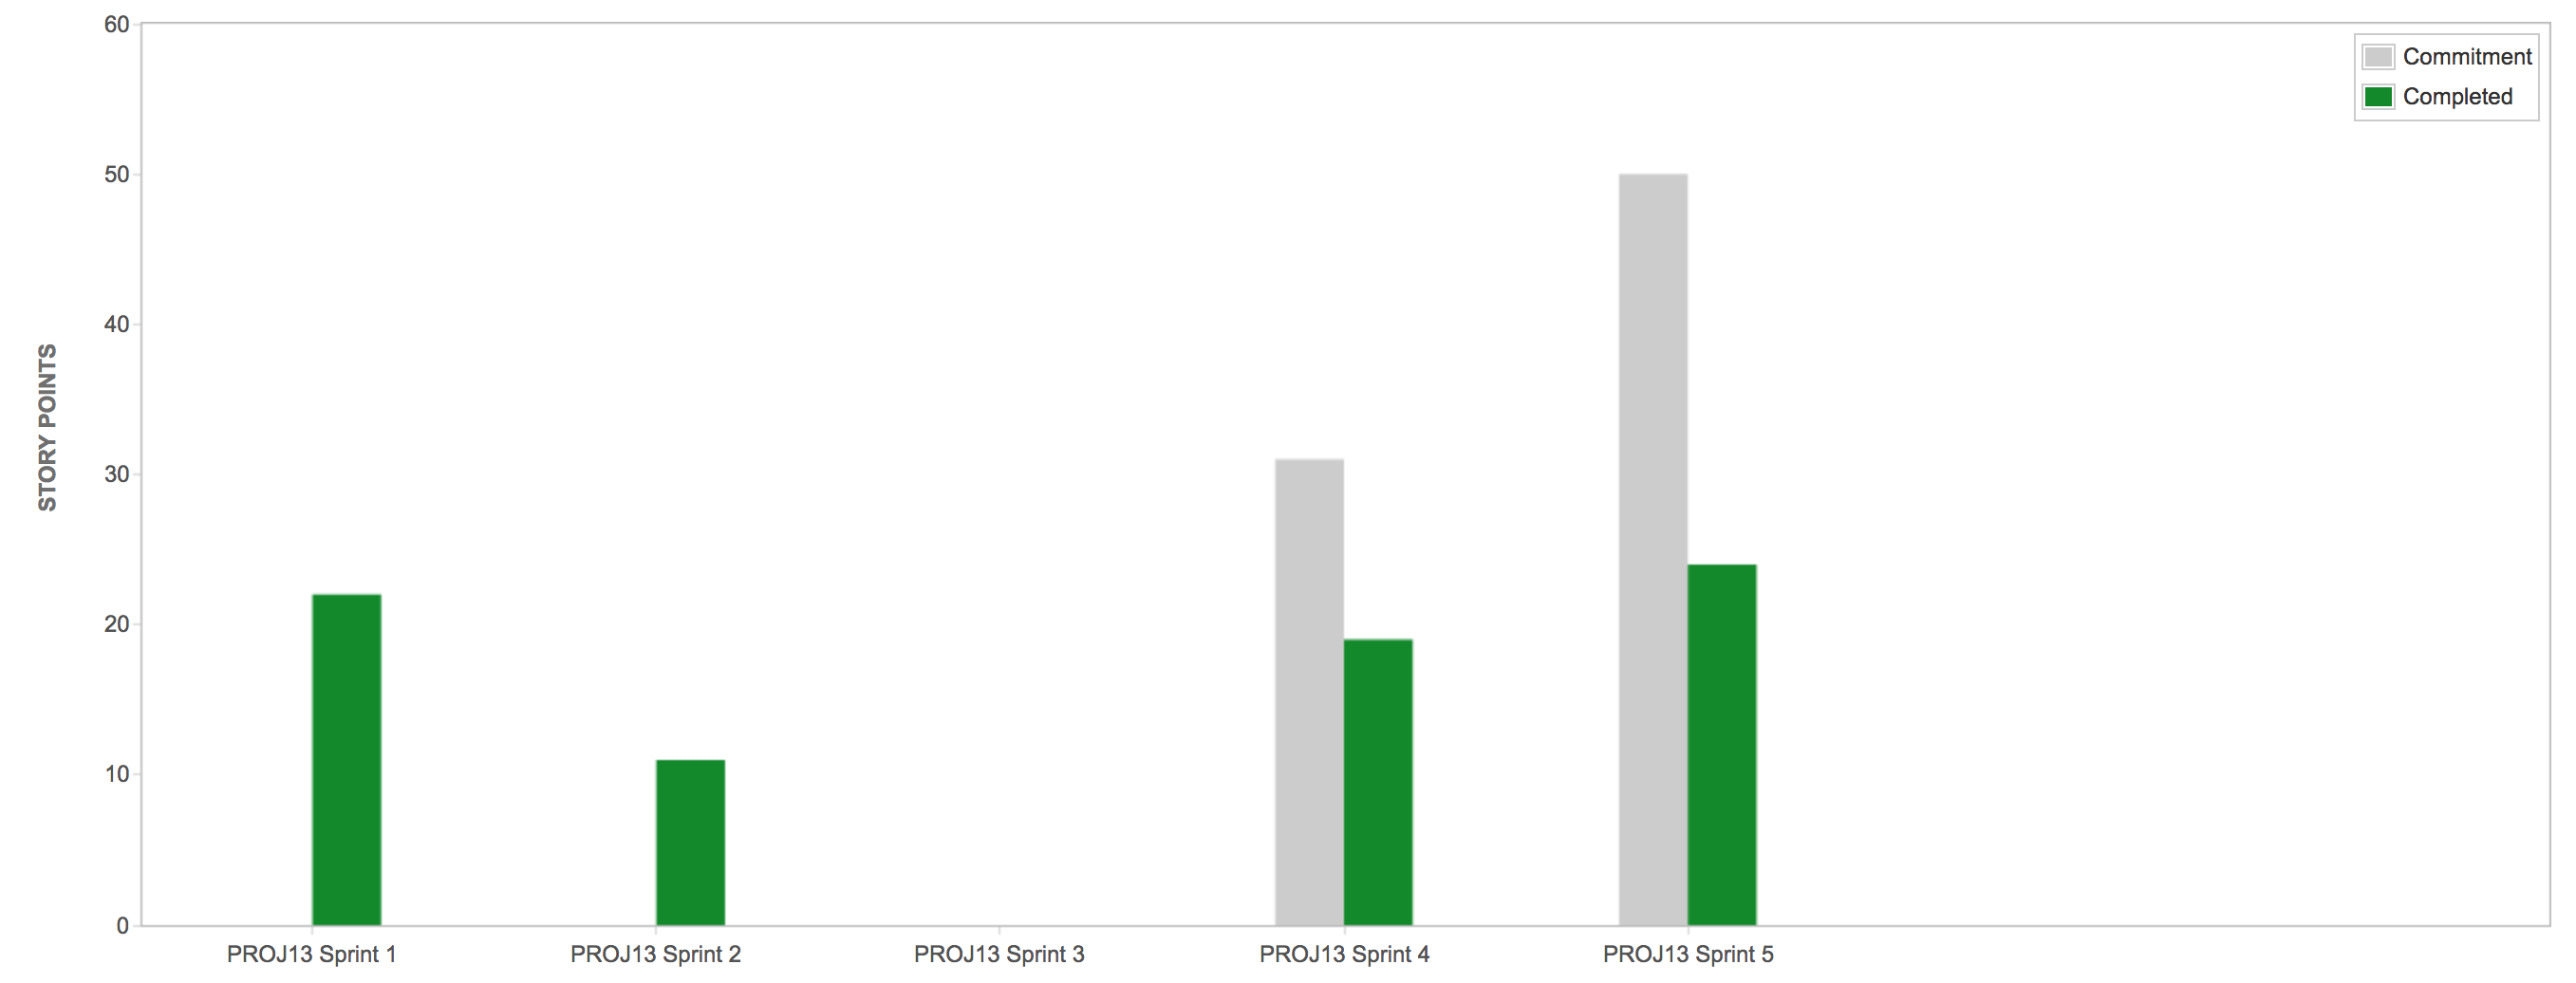 60
50
40
30
20
10
0
STORY POINTS
Commitment
Completed
PROJ13 Sprint 1
PROJ13 Sprint 2
PROJ13 Sprint 3
PROJ13 Sprint 4
PROJ13 Sprint 5